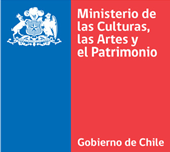 Ministerio de
las Culturas,
las Artes y
el Patrimonio
Gobierno de Chile